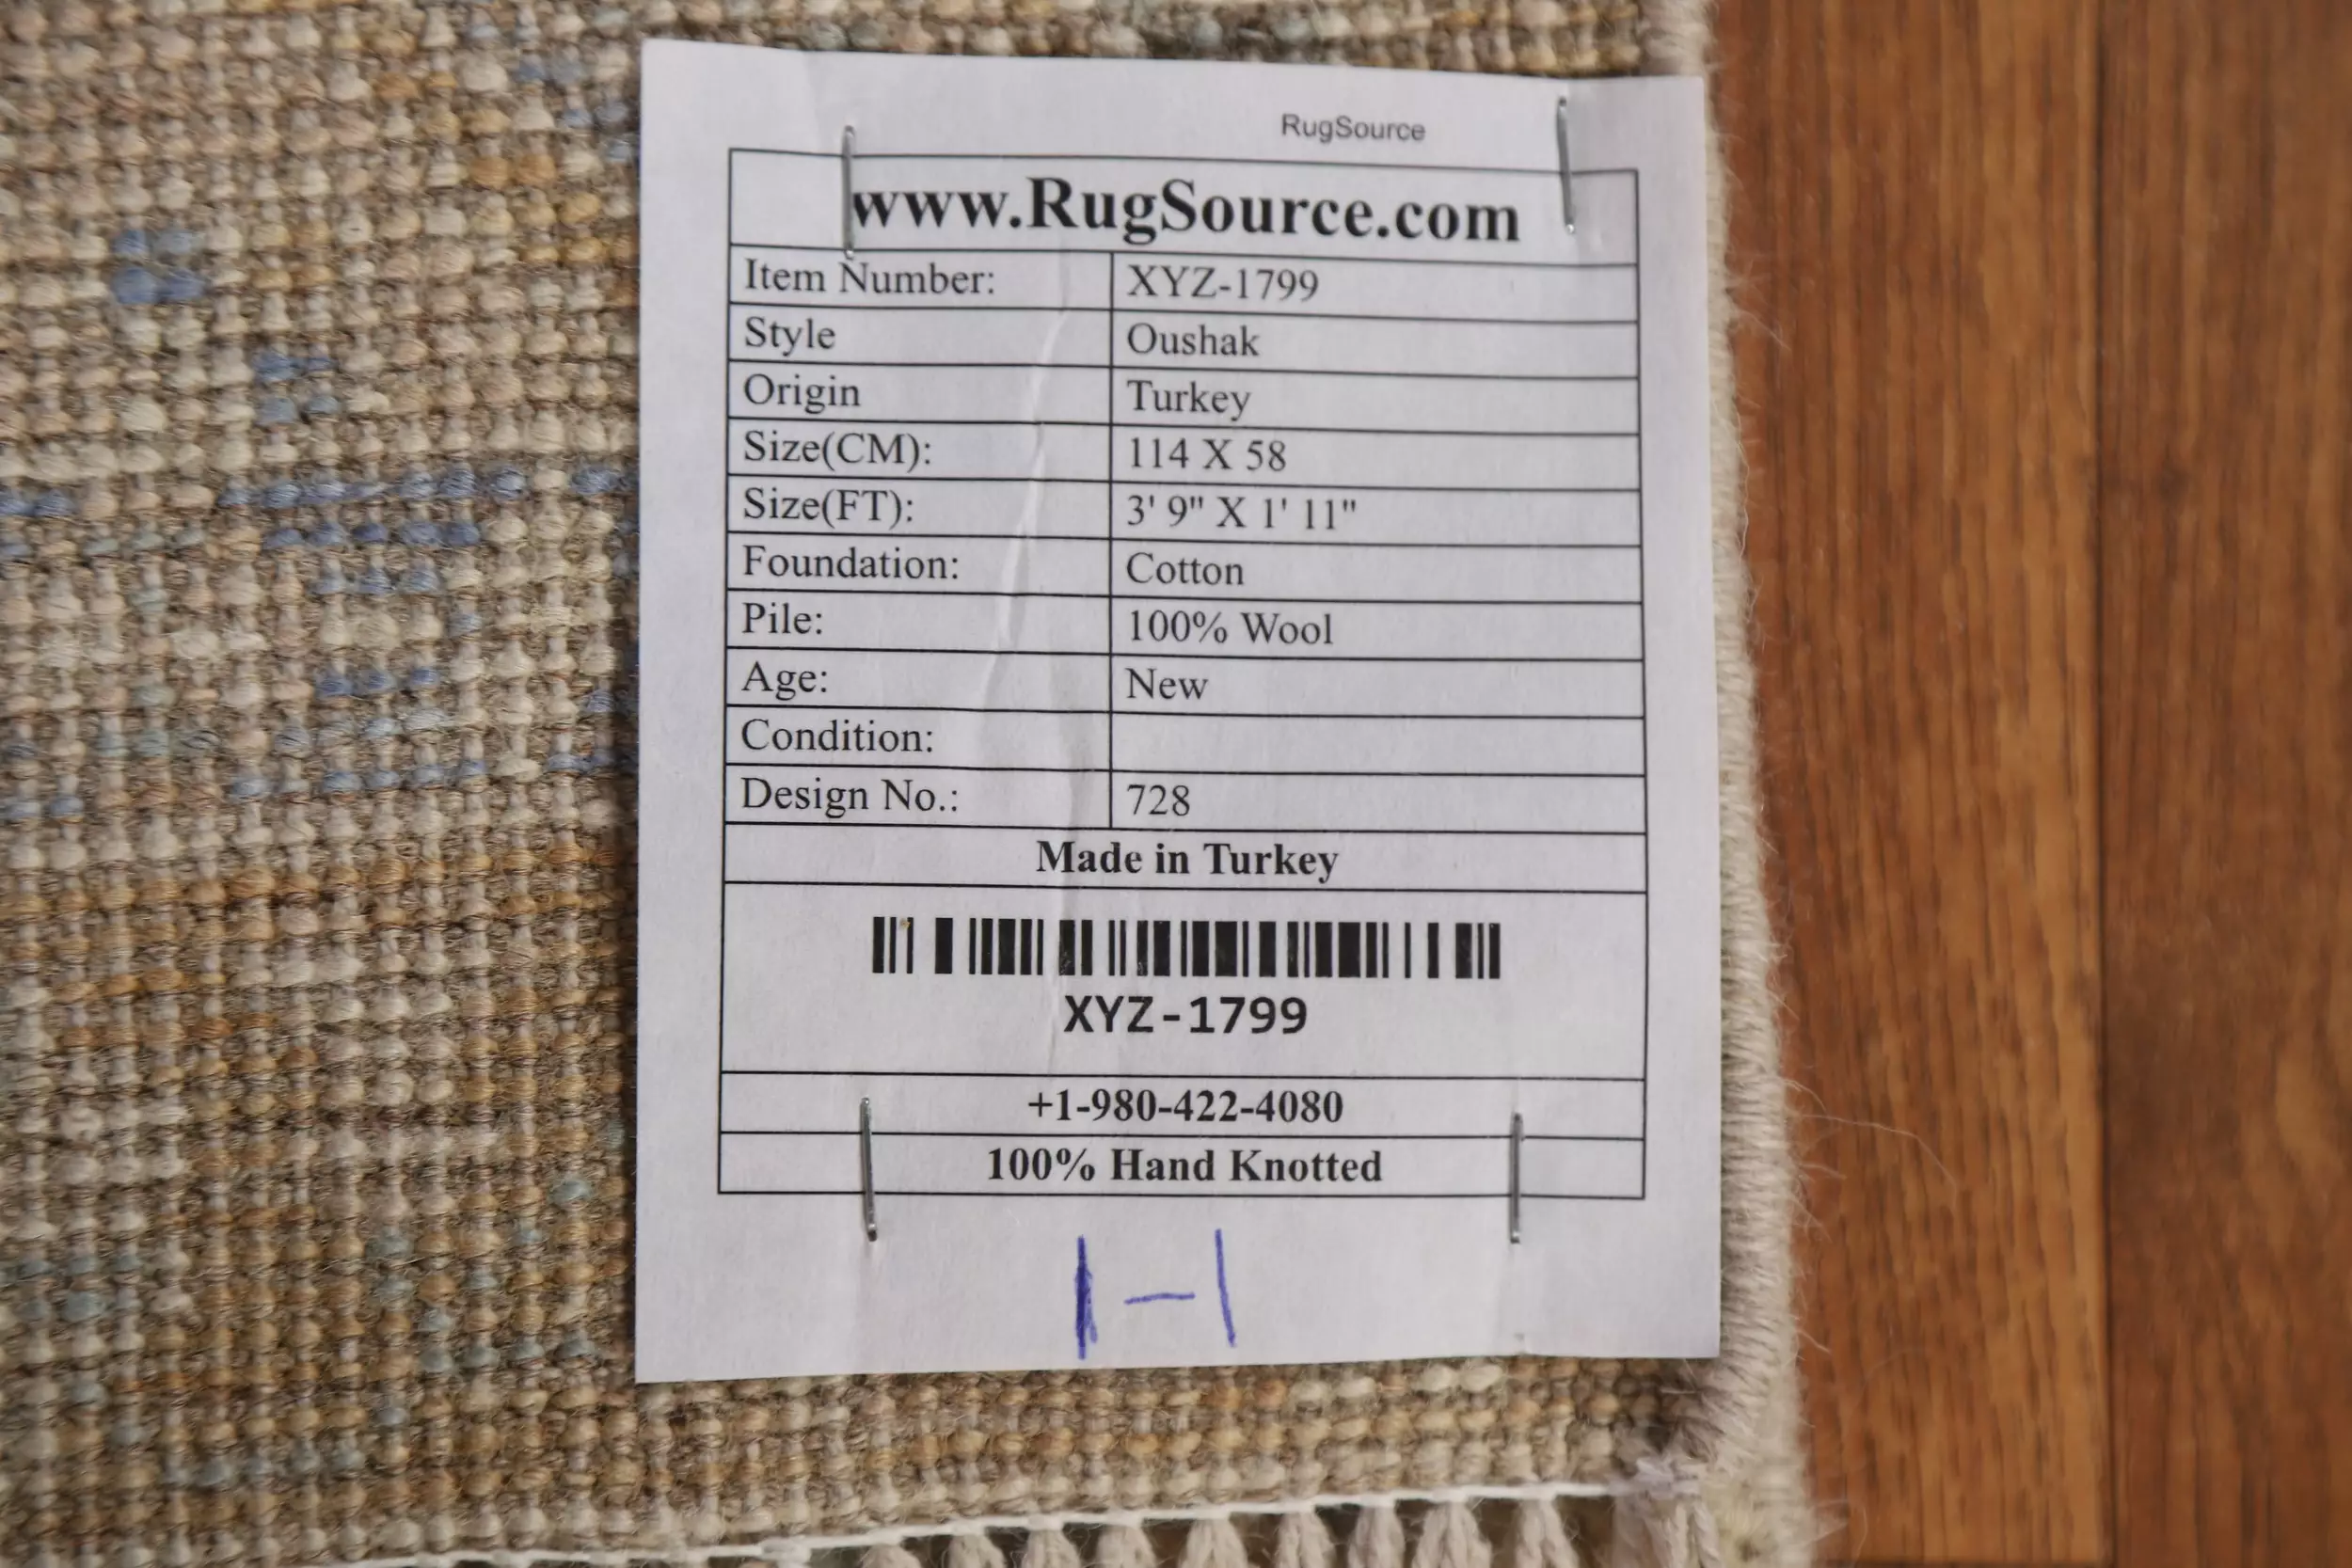 RugSource
www.RugSource.com
Item Number: XYZ-1799
Style Oushak
Origin Turkey
Size(CM): 114 X 58
Size(FT): 3' 9" X 1' 11"
Foundation: Cotton
Pile: 100% Wool
Age: New
Condition:
Design No.: 728
Made in Turkey
XYZ-1799
+1-980-422-4080
100% Hand Knotted
1-1